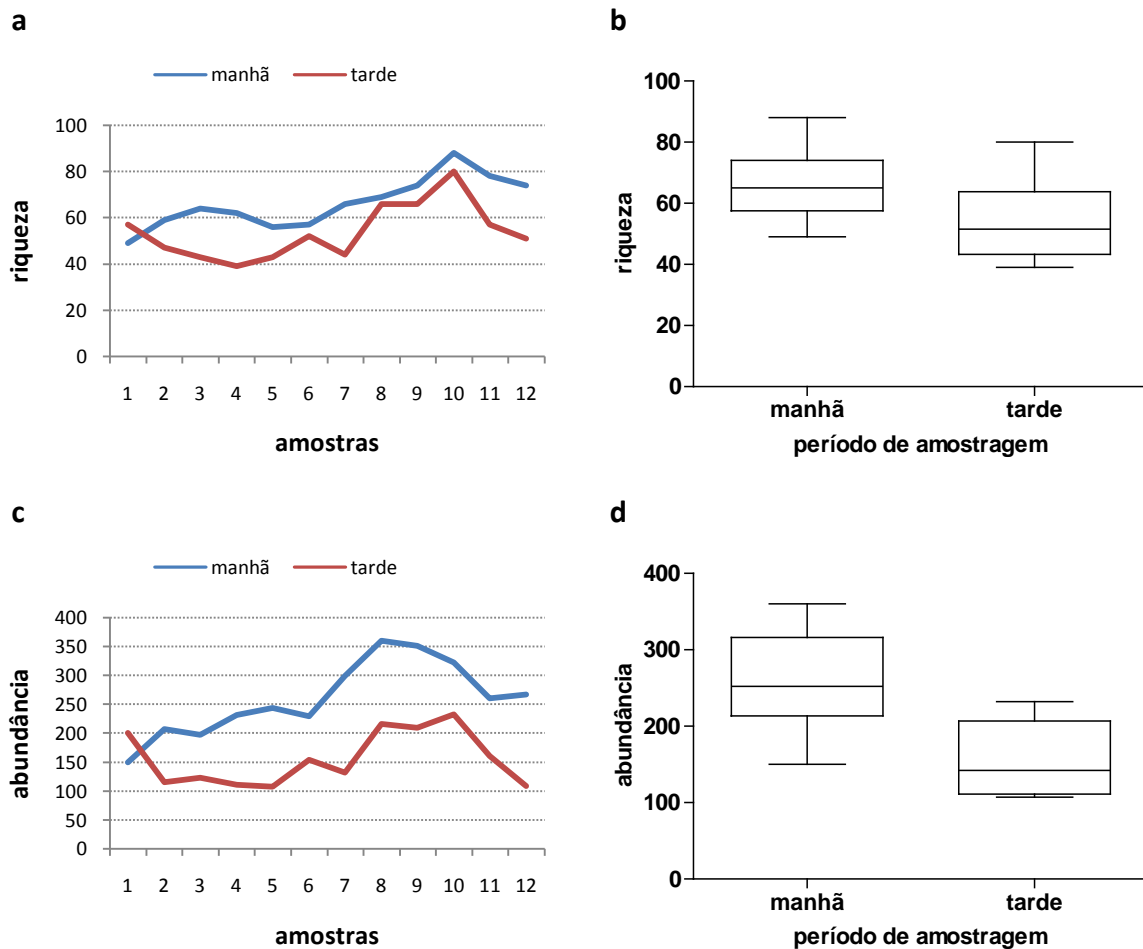 a
manhã tarde
100
80
60
40
20
0
riqueza
1 2 3 4 5 6 7 8 9 10 11 12
amostras
b
100
80
60
40
20
0
riqueza
manhã tarde
período de amostragem
c
manhã tarde
400
350
300
250
200
150
100
50
0
abundância
1 2 3 4 5 6 7 8 9 10 11 12
amostras
d
400
300
200
100
0
abundância
manhã tarde
período de amostragem